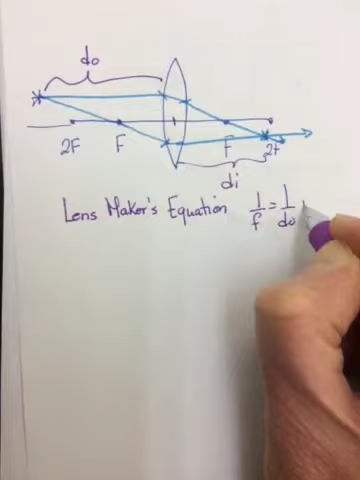 do
2F F F 2f
di
Lens Maker's Equation 1/f = 1/do